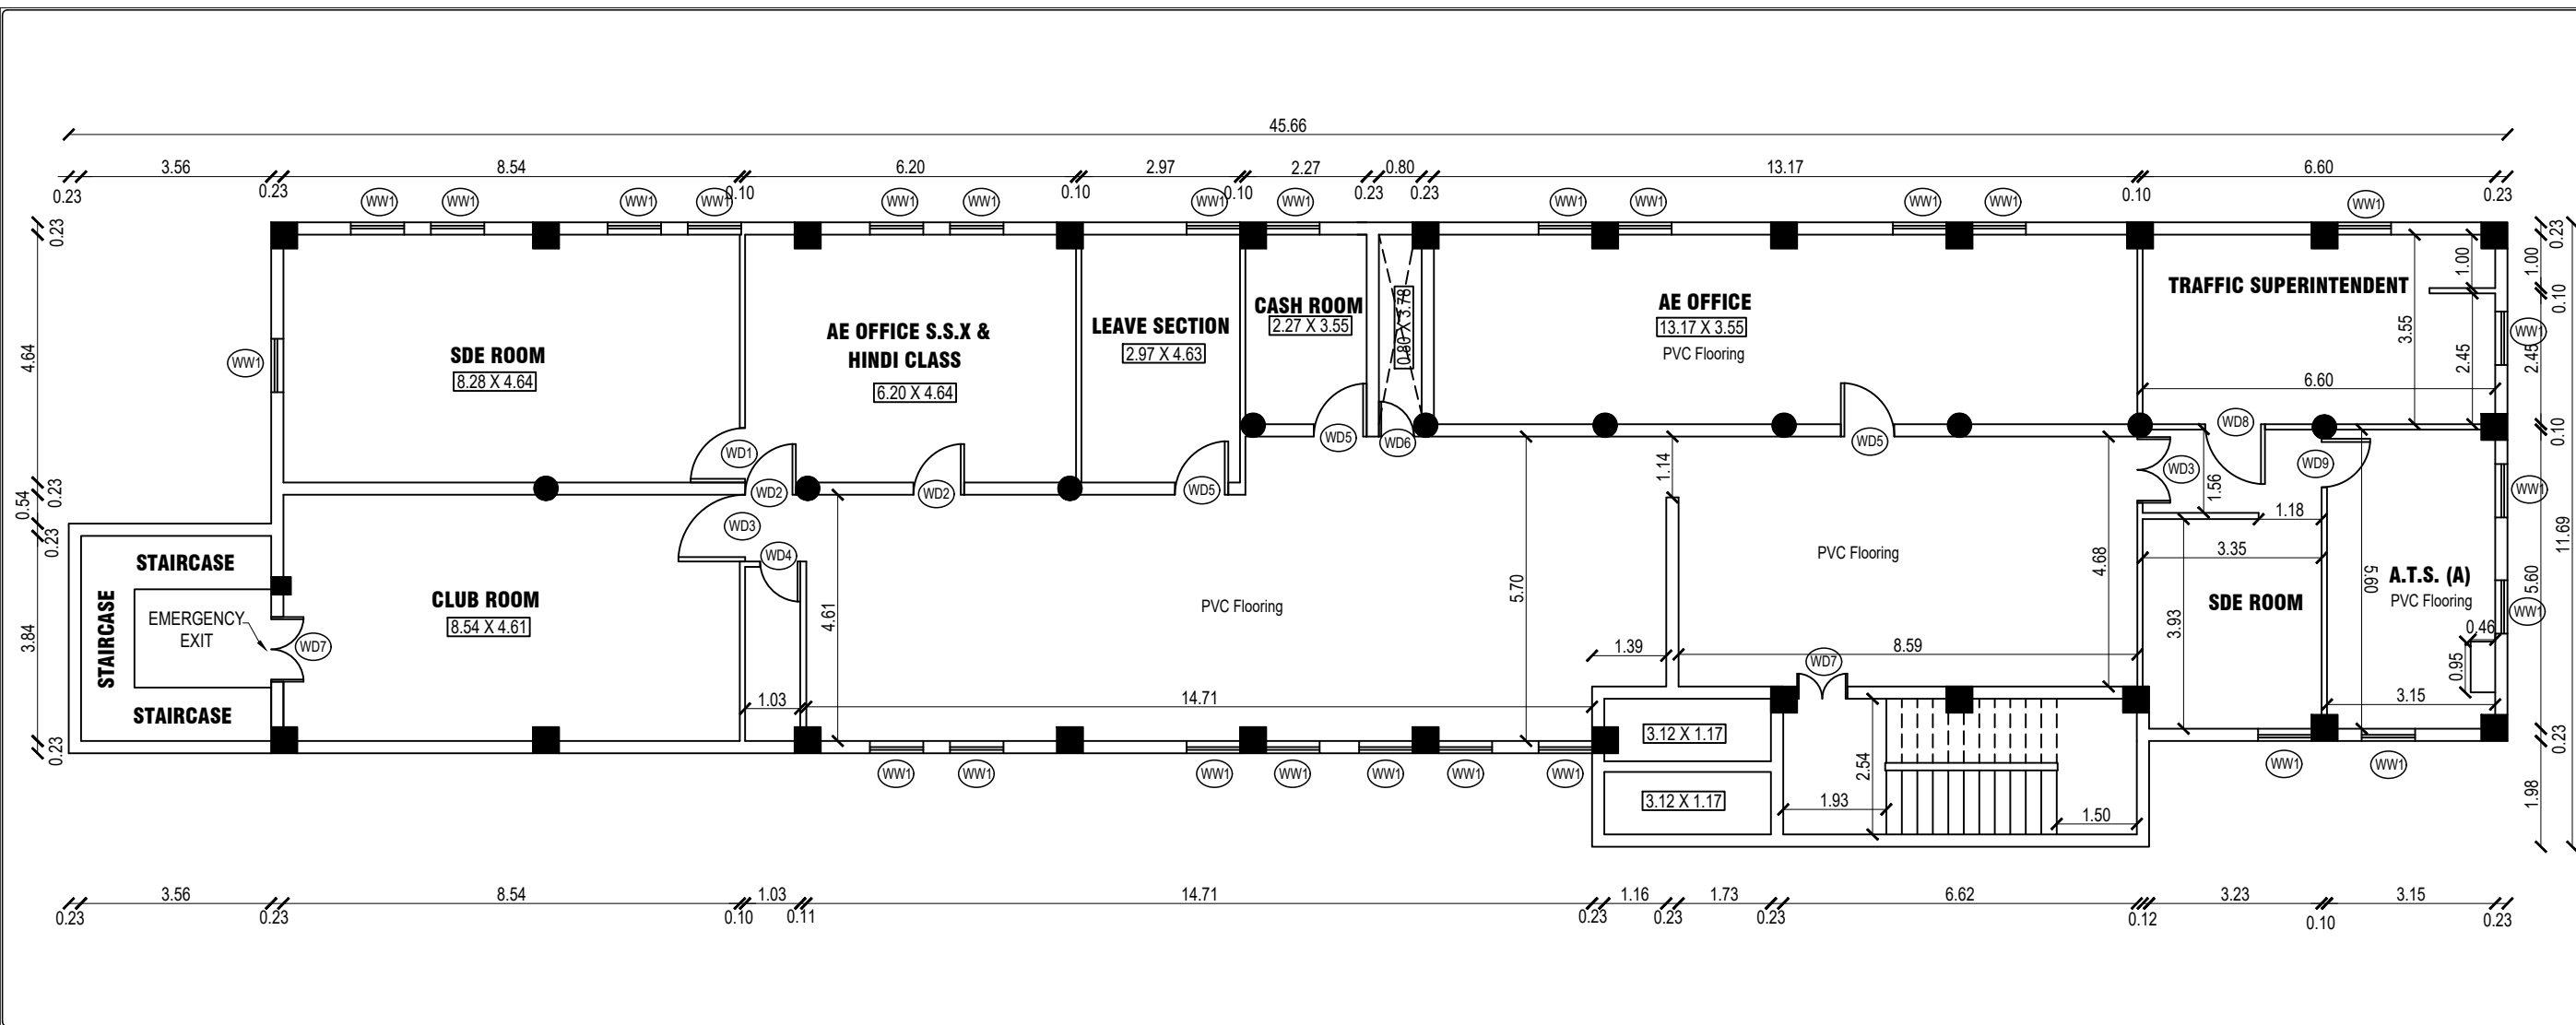 45.66
3.56 8.54 6.20 2.97 2.27 0.80 13.17 6.60
0.23 0.23 0.10 0.10 0.10 0.23 0.23 0.10 0.23
WW1 WW1 WW1 WW1 WW1 WW1 WW1 WW1 WW1 WW1 WW1 WW1 WW1
0.23
4.64
0.23
0.54
0.23
3.84
0.23
WW1
SDE ROOM
8.28 X 4.64
AE OFFICE S.S.X &
HINDI CLASS
6.20 X 4.64
LEAVE SECTION
2.97 X 4.63
CASH ROOM
2.27 X 3.55
0.80 X 3.78
AE OFFICE
13.17 X 3.55
PVC Flooring
TRAFFIC SUPERINTENDENT
3.55
1.00
2.45
6.60
0.23
1.00
0.10
2.45
0.10
5.60
0.23
1.98
11.69
WW1
WW1
WW1
WD1
WD2
WD2
WD5
WD5
WD6
WD5
WD8
WD3
WD9
WD3
WD4
STAIRCASE
STAIRCASE
STAIRCASE
EMERGENCY
EXIT
WD7
CLUB ROOM
8.54 X 4.61
1.03
4.61
14.71
PVC Flooring
5.70
1.14
1.39
PVC Flooring
4.68
8.59
WD7
1.56
1.18
3.35
3.93
SDE ROOM
5.60
A.T.S. (A)
PVC Flooring
0.46
0.95
3.15
3.12 X 1.17
3.12 X 1.17
2.54
1.93
1.50
WW1 WW1 WW1 WW1 WW1 WW1 WW1 WW1 WW1
3.56 8.54 1.03 14.71 1.16 1.73 6.62 3.23 3.15
0.23 0.23 0.10 0.11 0.23 0.23 0.23 0.12 0.10 0.23